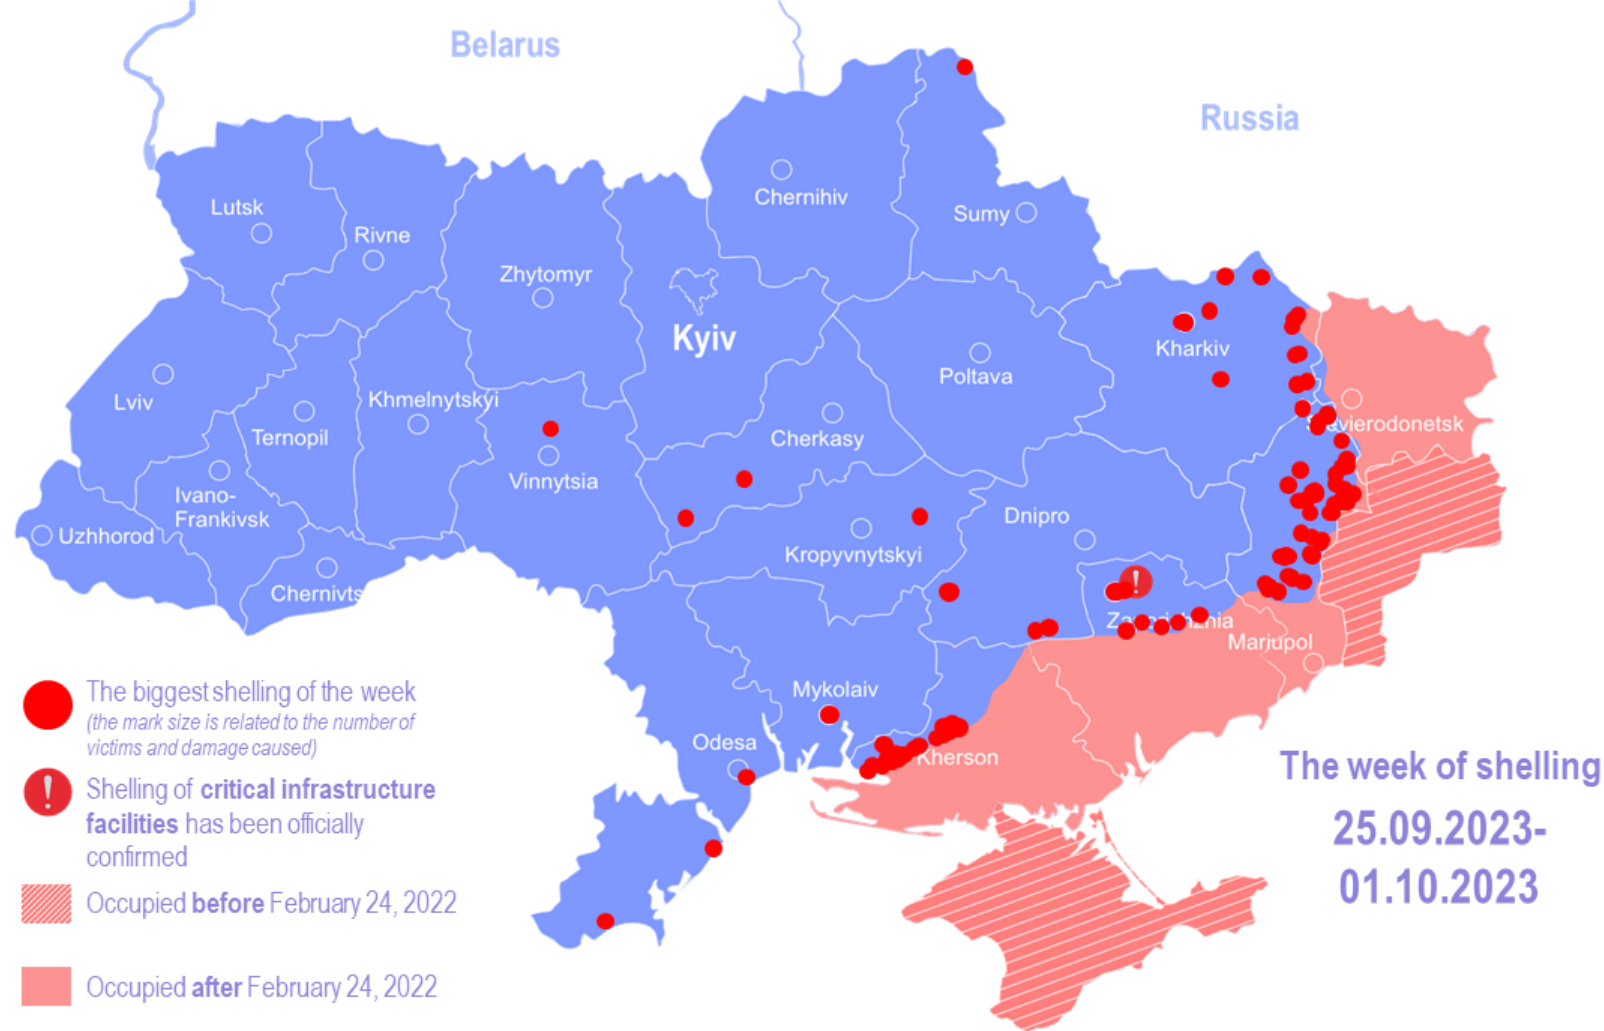 Belarus
Russia
Chernihiv
Lutsk
Sumy
Rivne
Zhytomyr
Kyiv
Kharkiv
Poltava
Lviv
Khmelnytskyi
Ternopil
Cherkasy
Vinnytsia
Ivano-
Frankivsk
Dnipro
Uzhhorod
Kropyvnytskyi
Chernivts
Mariupol
Mykolaiv
Odesa
Kherson
The biggest shelling of the week
(the mark size is related to the number of
victims and damage caused)
!
Shelling of critical infrastructure
facilities has been officially
confirmed
Occupied before February 24, 2022
Occupied after February 24, 2022
The week of shelling
25.09.2023-
01.10.2023